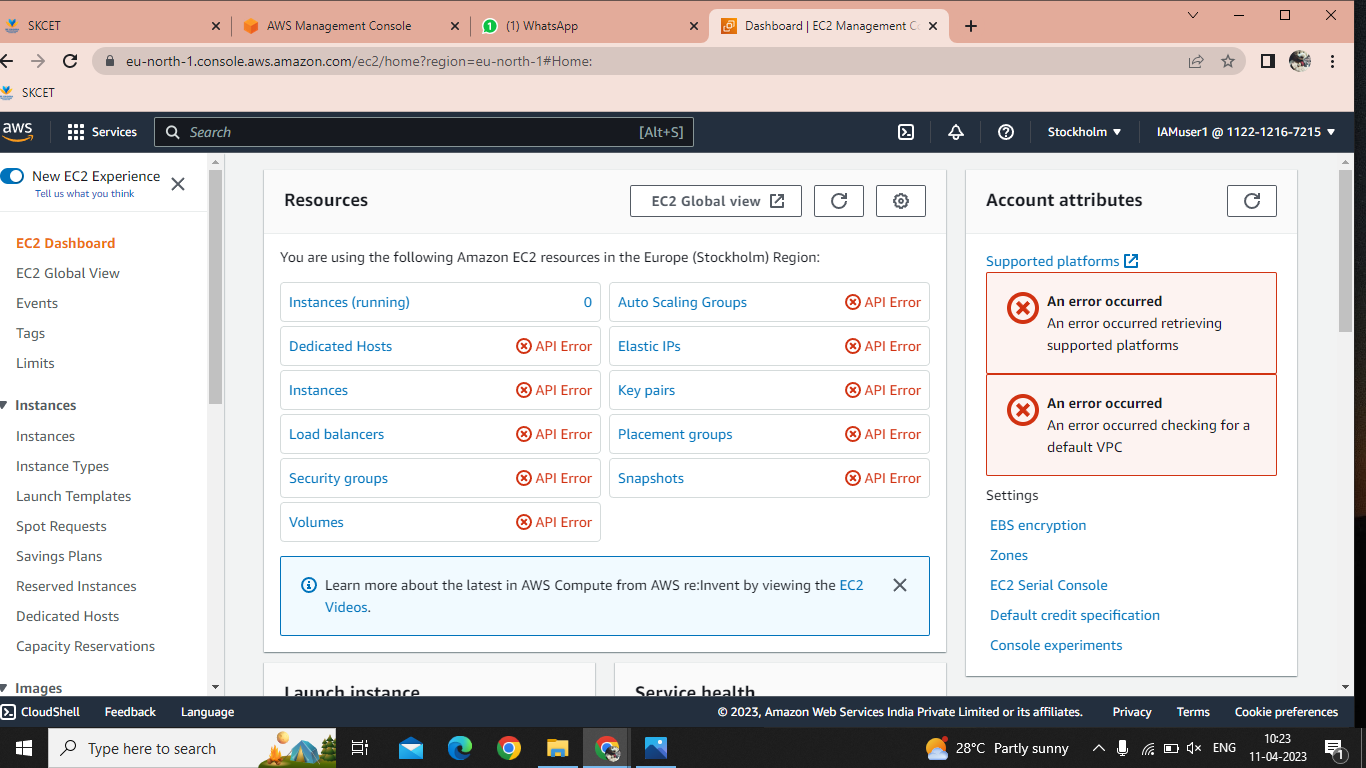 SKCET
AWS Management Console
(1) WhatsApp
Dashboard | EC2 Management Co
eu-north-1.console.aws.amazon.com/ec2/home?region=eu-north-1#Home:
SKCET
aws
Services
Search
[Alt+S]
Stockholm
IAMuser1 @ 1122-1216-7215
New EC2 Experience
Tell us what you think
EC2 Dashboard
EC2 Global View
Events
Tags
Limits
Instances
Instances
Instance Types
Launch Templates
Spot Requests
Savings Plans
Reserved Instances
Dedicated Hosts
Capacity Reservations
Images
Resources
EC2 Global view
You are using the following Amazon EC2 resources in the Europe (Stockholm) Region:
Instances (running) 0
Auto Scaling Groups API Error
Dedicated Hosts API Error
Elastic IPs API Error
Instances API Error
Key pairs API Error
Load balancers API Error
Placement groups API Error
Security groups API Error
Snapshots API Error
Volumes API Error
Learn more about the latest in AWS Compute from AWS re:Invent by viewing the EC2
Videos.
Launch instance
Service health
Account attributes
Supported platforms
An error occurred
An error occurred retrieving
supported platforms
An error occurred
An error occurred checking for a
default VPC
Settings
EBS encryption
Zones
EC2 Serial Console
Default credit specification
Console experiments
CloudShell
Feedback
Language
© 2023, Amazon Web Services India Private Limited or its affiliates.
Privacy
Terms
Cookie preferences
Type here to search
28°C Partly sunny
ENG
10:23
11-04-2023
1